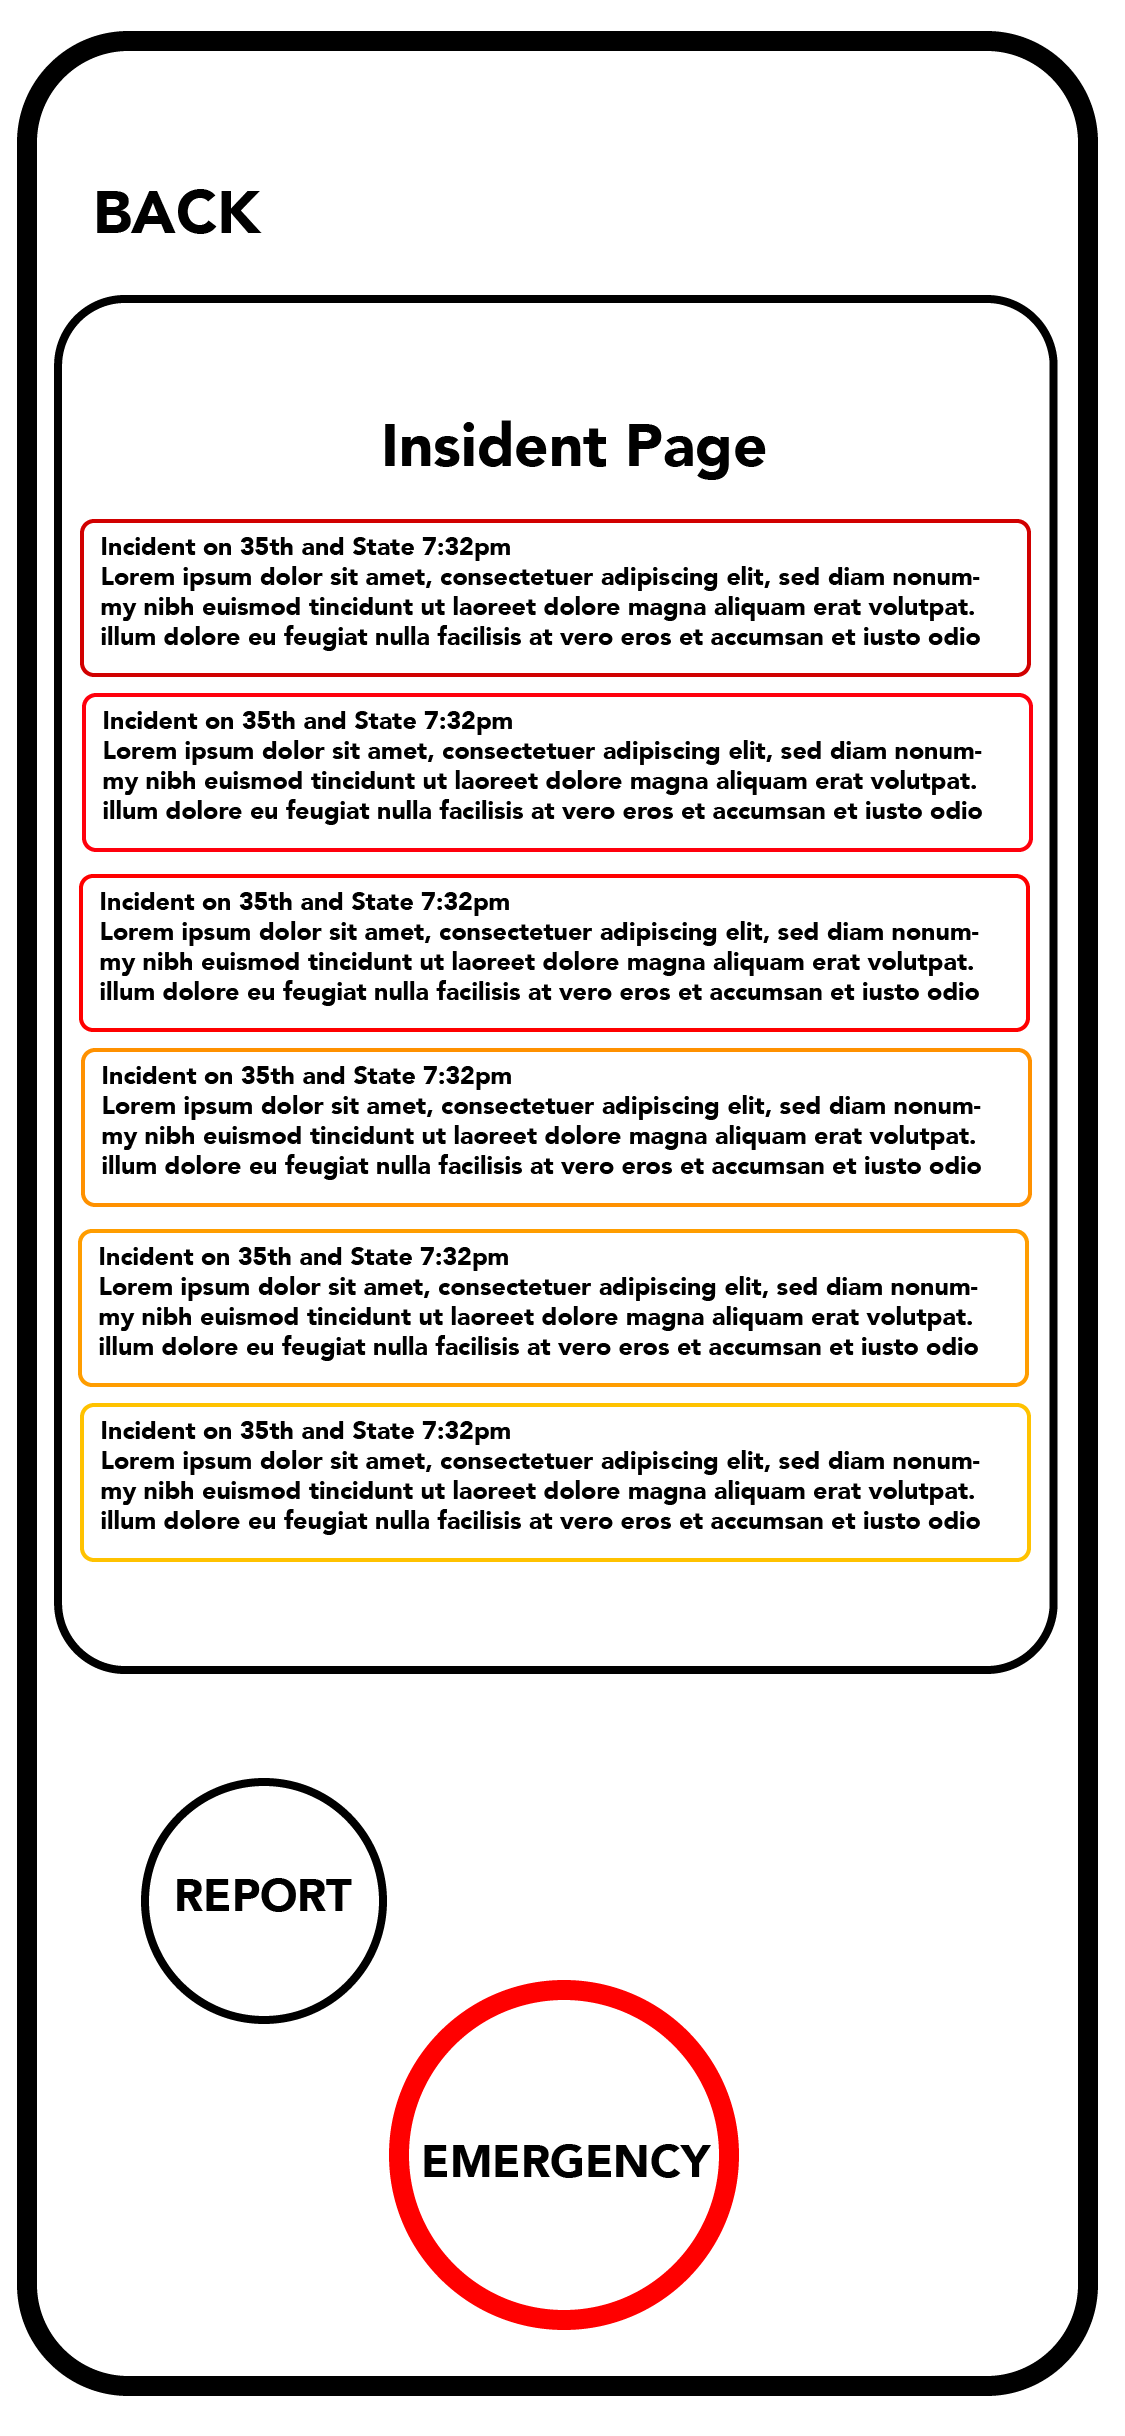 BACK
Insident Page
Incident on 35th and State 7:32pm
Lorem ipsum dolor sit amet, consectetuer adipiscing elit, sed diam nonum-
my nibh euismod tincidunt ut laoreet dolore magna aliquam erat volutpat.
illum dolore eu feugiat nulla facilisis at vero eros et accumsan et iusto odio
Incident on 35th and State 7:32pm
Lorem ipsum dolor sit amet, consectetuer adipiscing elit, sed diam nonum-
my nibh euismod tincidunt ut laoreet dolore magna aliquam erat volutpat.
illum dolore eu feugiat nulla facilisis at vero eros et accumsan et iusto odio
Incident on 35th and State 7:32pm
Lorem ipsum dolor sit amet, consectetuer adipiscing elit, sed diam nonum-
my nibh euismod tincidunt ut laoreet dolore magna aliquam erat volutpat.
illum dolore eu feugiat nulla facilisis at vero eros et accumsan et iusto odio
Incident on 35th and State 7:32pm
Lorem ipsum dolor sit amet, consectetuer adipiscing elit, sed diam nonum-
my nibh euismod tincidunt ut laoreet dolore magna aliquam erat volutpat.
illum dolore eu feugiat nulla facilisis at vero eros et accumsan et iusto odio
Incident on 35th and State 7:32pm
Lorem ipsum dolor sit amet, consectetuer adipiscing elit, sed diam nonum-
my nibh euismod tincidunt ut laoreet dolore magna aliquam erat volutpat.
illum dolore eu feugiat nulla facilisis at vero eros et accumsan et iusto odio
Incident on 35th and State 7:32pm
Lorem ipsum dolor sit amet, consectetuer adipiscing elit, sed diam nonum-
my nibh euismod tincidunt ut laoreet dolore magna aliquam erat volutpat.
illum dolore eu feugiat nulla facilisis at vero eros et accumsan et iusto odio
REPORT
EMERGENCY